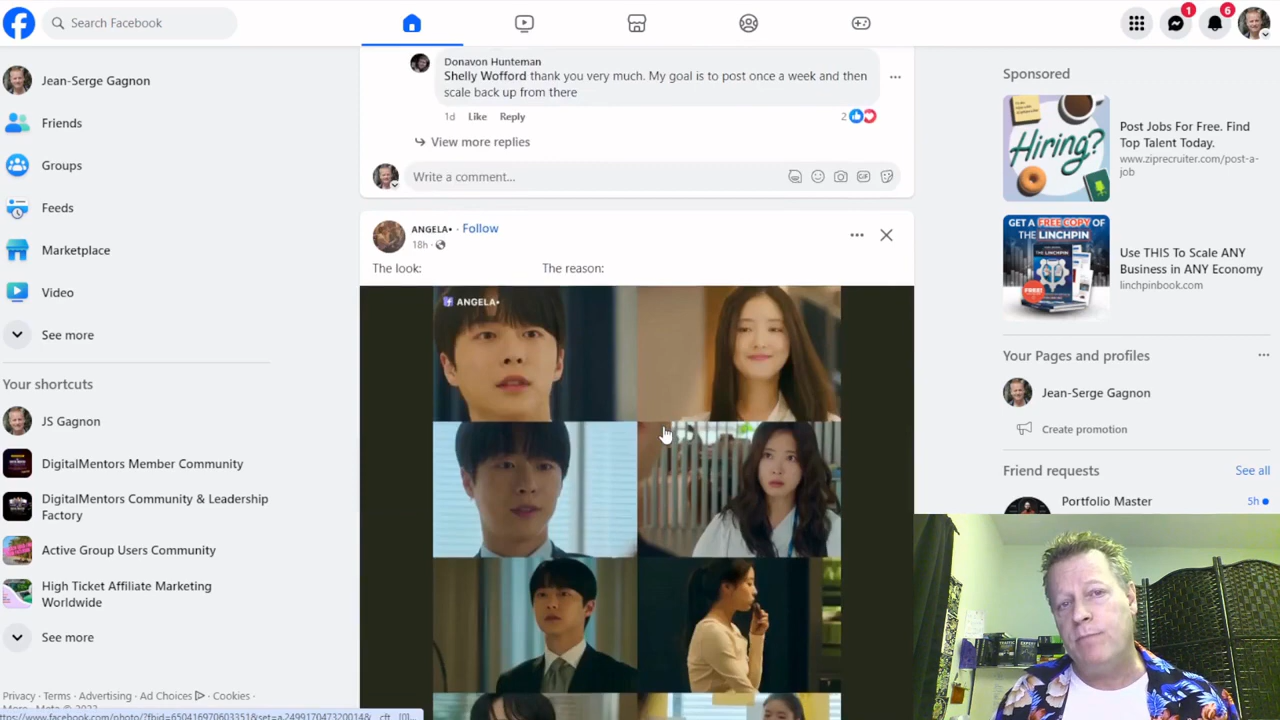 Search Facebook
1
6
Jean-Serge Gagnon
Friends
Groups
Feeds
Marketplace
Video
See more
Your shortcuts
JS Gagnon
DigitalMentors Member Community
DigitalMentors Community & Leadership
Factory
Active Group Users Community
High Ticket Affiliate Marketing
Worldwide
See more
Privacy · Terms · Advertising · Ad Choices · Cookies ·
Donavon Hunteman
Shelly Wofford thank you very much. My goal is to post once a week and then
scale back up from there
1d Like Reply
2
View more replies
Write a comment...
GIF
ANGELA• · Follow
18h ·
The look: The reason:
ANGELA•
Sponsored
Hiring?
Post Jobs For Free. Find
Top Talent Today.
www.ziprecruiter.com/post-a-
job
GET A FREE COPY OF
THE LINCHPIN
Use THIS To Scale ANY
Business in ANY Economy
linchpinbook.com
Your Pages and profiles
Jean-Serge Gagnon
Create promotion
Friend requests
See all
Portfolio Master
5h